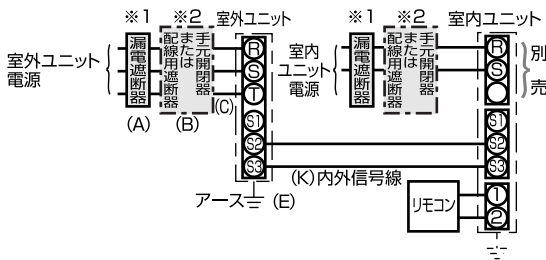 ※1
※2
室外ユニット
※1
※2
室内ユニット
室外ユニット
電源
漏電遮断器
手元開閉器
または
配線用遮断器
R
S
T
S1
S2
S3
(A)
(B)
(C)
アース
(E)
室内
ユニット
電源
漏電遮断器
手元開閉器
または
配線用遮断器
R
S
別
売
S1
S2
S3
(K)内外信号線
リモコン
1
2